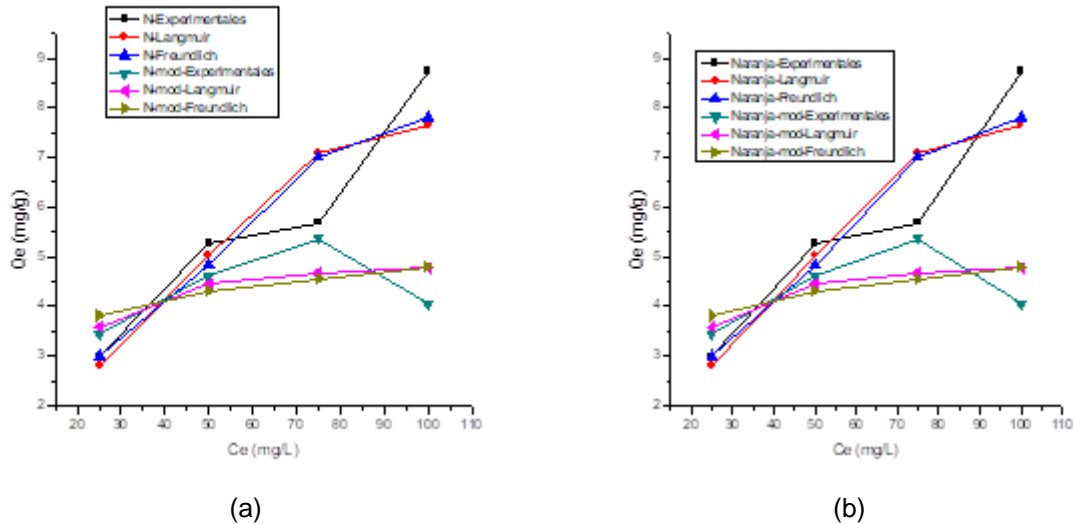 N-Experimentales
N-Langmuir
N-Freundlich
N-mod-Experimentales
N-mod-Langmuir
N-mod-Freundlich
9
8
7
6
5
4
3
2
Qe (mg/g)
20 30 40 50 60 70 80 90 100 110
Ce (mg/L)
(a)
Naranja-Experimentales
Naranja-Langmuir
Naranja-Freundlich
Naranja-mod-Experimentales
Naranja-mod-Langmuir
Naranja-mod-Freundlich
9
8
7
6
5
4
3
2
Qe (mg/g)
20 30 40 50 60 70 80 90 100 110
Ce (mg/L)
(b)